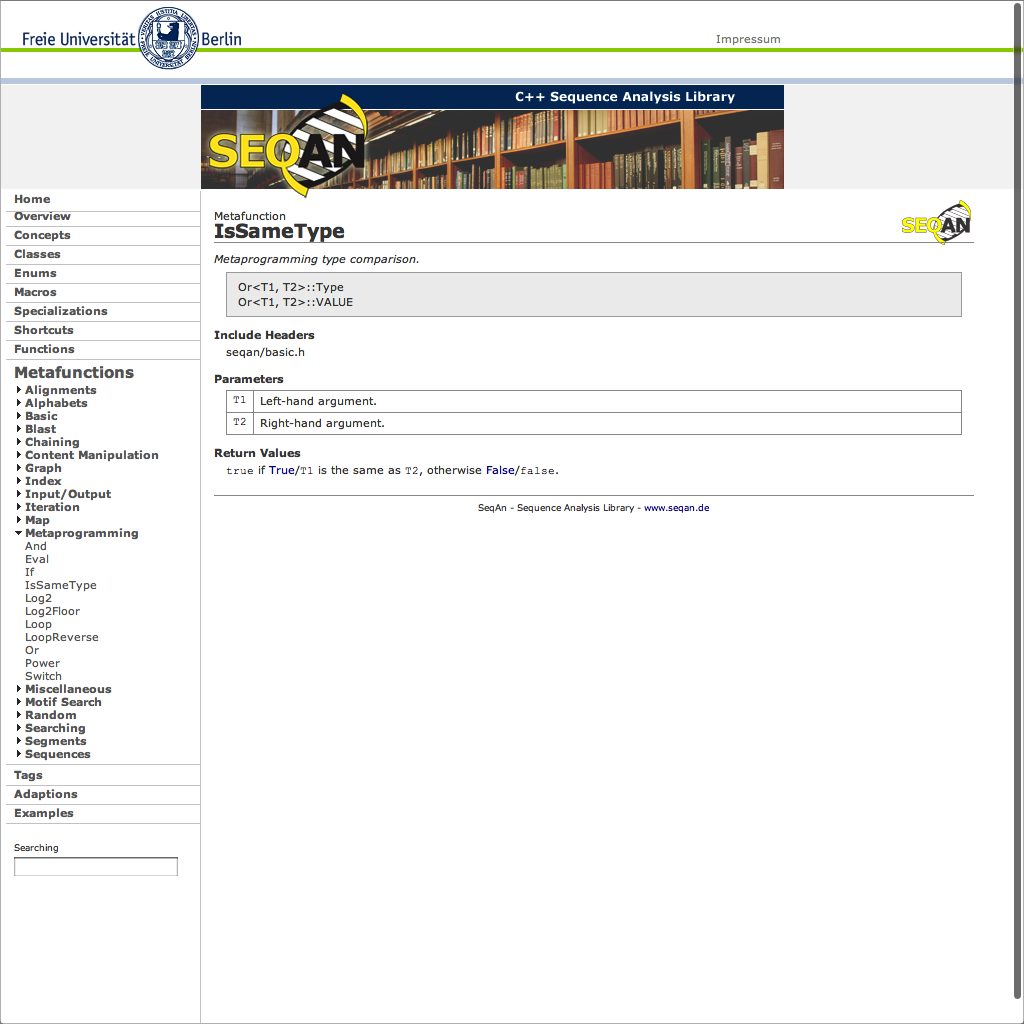 Freie Universität Berlin
Impressum
C++ Sequence Analysis Library
SEQAN
Home
Overview
Concepts
Classes
Enums
Macros
Specializations
Shortcuts
Functions
Metafunctions
Alignments
Alphabets
Basic
Blast
Chaining
Content Manipulation
Graph
Index
Input/Output
Iteration
Map
Metaprogramming
And
Eval
If
IsSameType
Log2
Log2Floor
Loop
LoopReverse
Or
Power
Switch
Miscellaneous
Motif Search
Random
Searching
Segments
Sequences
Tags
Adaptions
Examples
Searching
Metafunction
IsSameType
SEQAN
Metaprogramming type comparison.
Or<T1, T2>::Type
Or<T1, T2>::VALUE
Include Headers
seqan/basic.h
Parameters
T1 Left-hand argument.
T2 Right-hand argument.
Return Values
true if True/T1 is the same as T2, otherwise False/false.
SeqAn - Sequence Analysis Library - www.seqan.de